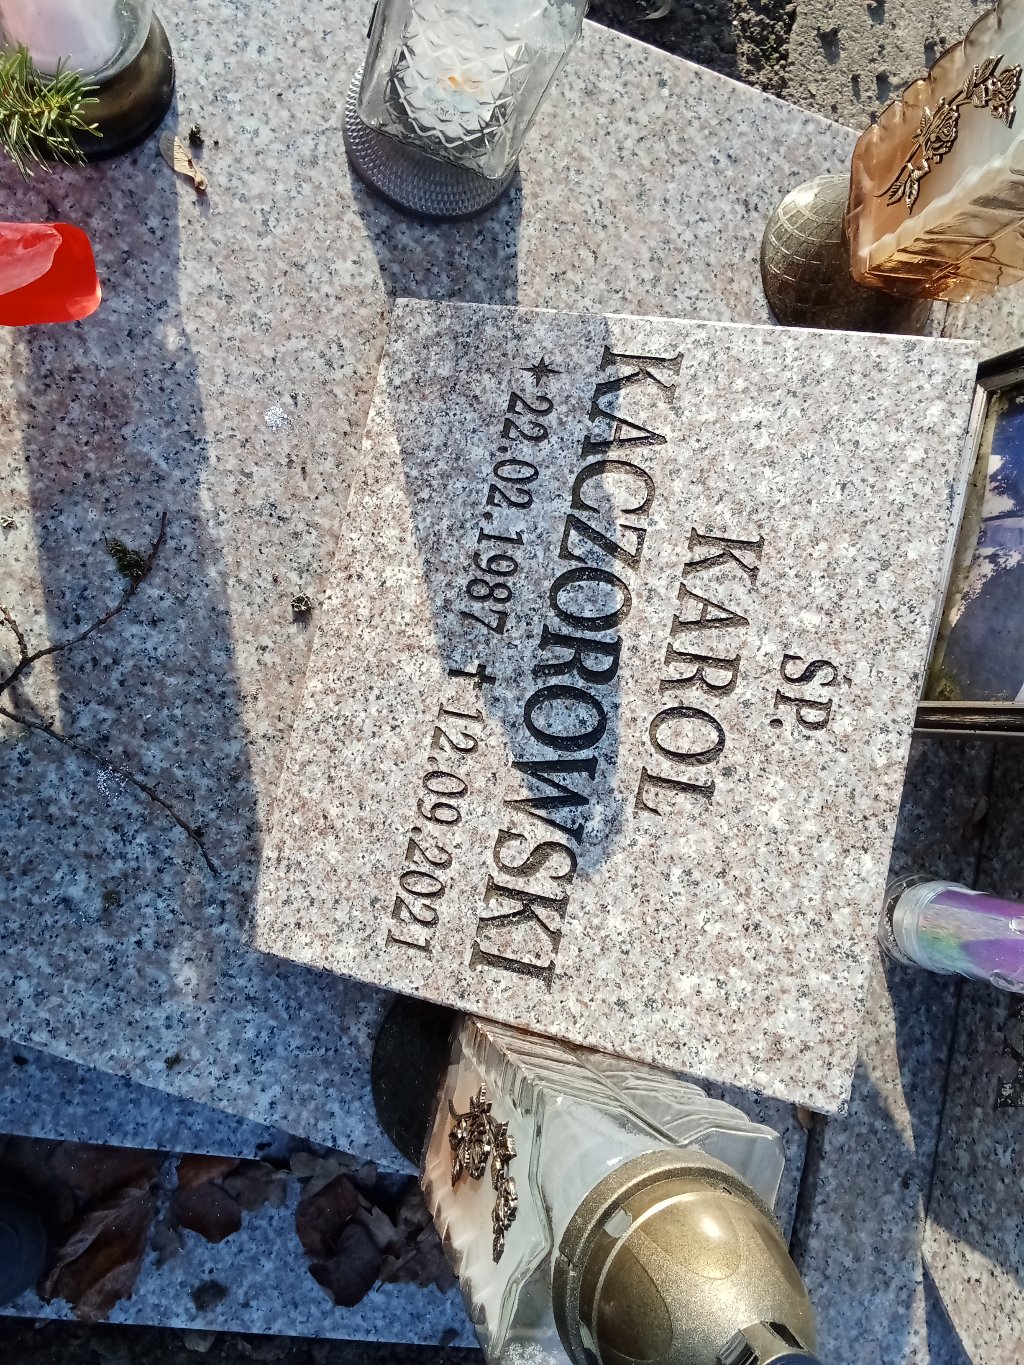 ŚP.
KAROL
KACZOROWSKI
✶22.02.1987 ✝12.09.2021